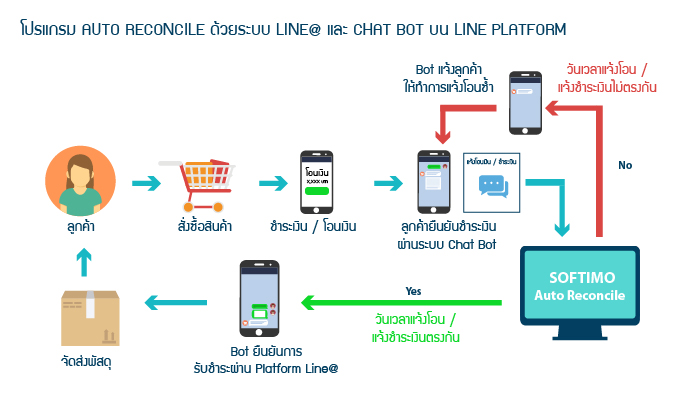 โปรแกรม AUTO RECONCILE ด้วยระบบ LINE@ และ CHAT BOT บน LINE PLATFORM
Bot แจ้งลูกค้า
ให้ทำการแจ้งโอนซ้ำ
วันเวลาแจ้งโอน /
แจ้งชำระเงินไม่ตรงกัน
No
ลูกค้า
สั่งซื้อสินค้า
โอนเงิน
ชำระเงิน / โอนเงิน
แจ้งโอนเงิน / ชำระเงิน
ลูกค้ายืนยันชำระเงิน
ผ่านระบบ Chat Bot
SOFTIMO
Auto Reconcile
Yes
วันเวลาแจ้งโอน /
แจ้งชำระเงินตรงกัน
Bot ยืนยันการ
รับชำระผ่าน Platform Line@
จัดส่งพัสดุ